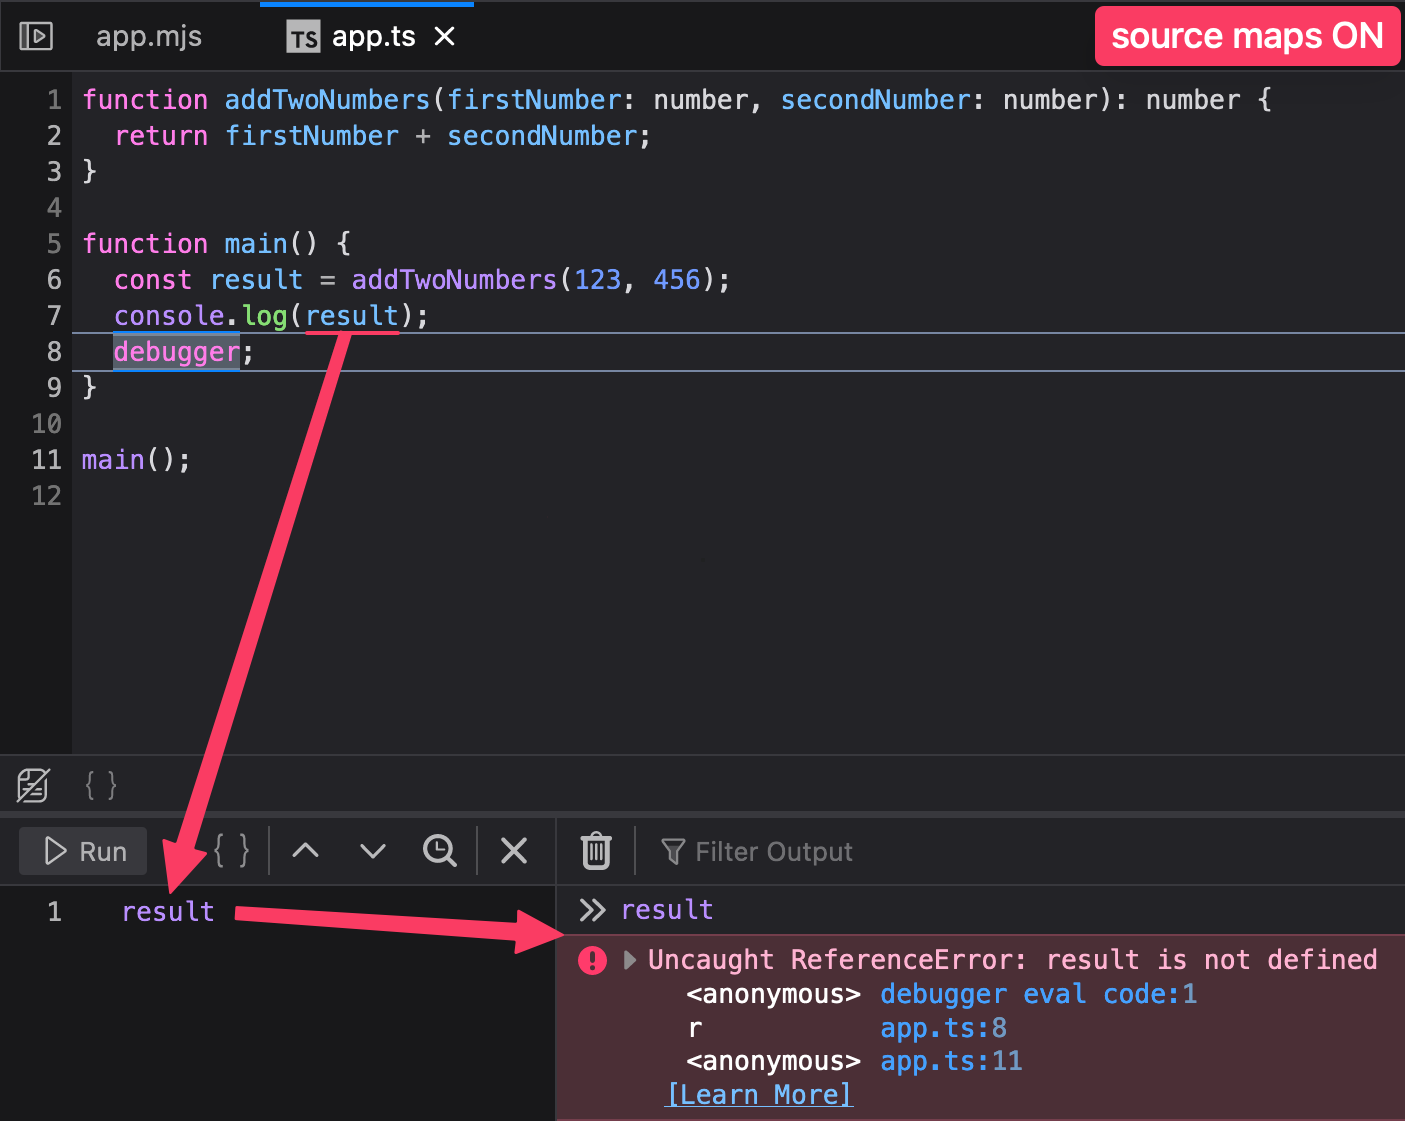 app.mjs TS app.ts source maps ON
1 function addTwoNumbers(firstNumber: number, secondNumber: number): number {
2   return firstNumber + secondNumber;
3 }
4
5 function main() {
6   const result = addTwoNumbers(123, 456);
7   console.log(result);
8   debugger;
9 }
10
11 main();
12
{ }
Run { } Filter Output
1 result
>> result
! Uncaught ReferenceError: result is not defined
<anonymous> debugger eval code:1
r app.ts:8
<anonymous> app.ts:11
[Learn More]